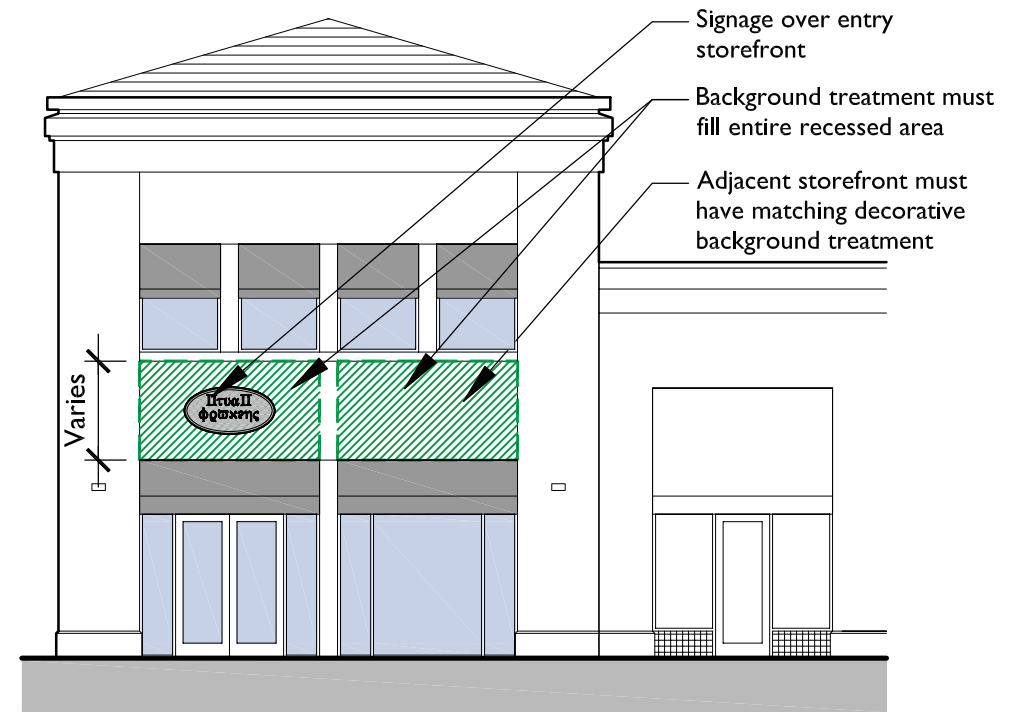 Signage over entry
storefront
Background treatment must
fill entire recessed area
Adjacent storefront must
have matching decorative
background treatment
Varies
ΠτυαΠ